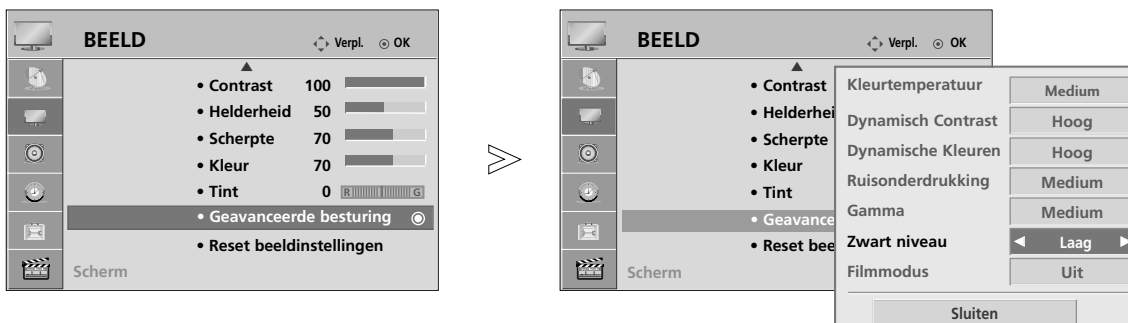 BEELD Verpl. OK
• Contrast 100
• Helderheid 50
• Scherpte 70
• Kleur 70
• Tint 0 R G
• Geavanceerde besturing
• Reset beeldinstellingen
Scherm
BEELD Verpl. OK
• Contrast
• Helderhei
• Scherpte
• Kleur
• Tint
• Geavance
• Reset bee
Scherm
Kleurtemperatuur Medium
Dynamisch Contrast Hoog
Dynamische Kleuren Hoog
Ruisonderdrukking Medium
Gamma Medium
Zwart niveau Laag
Filmmodus Uit
Sluiten